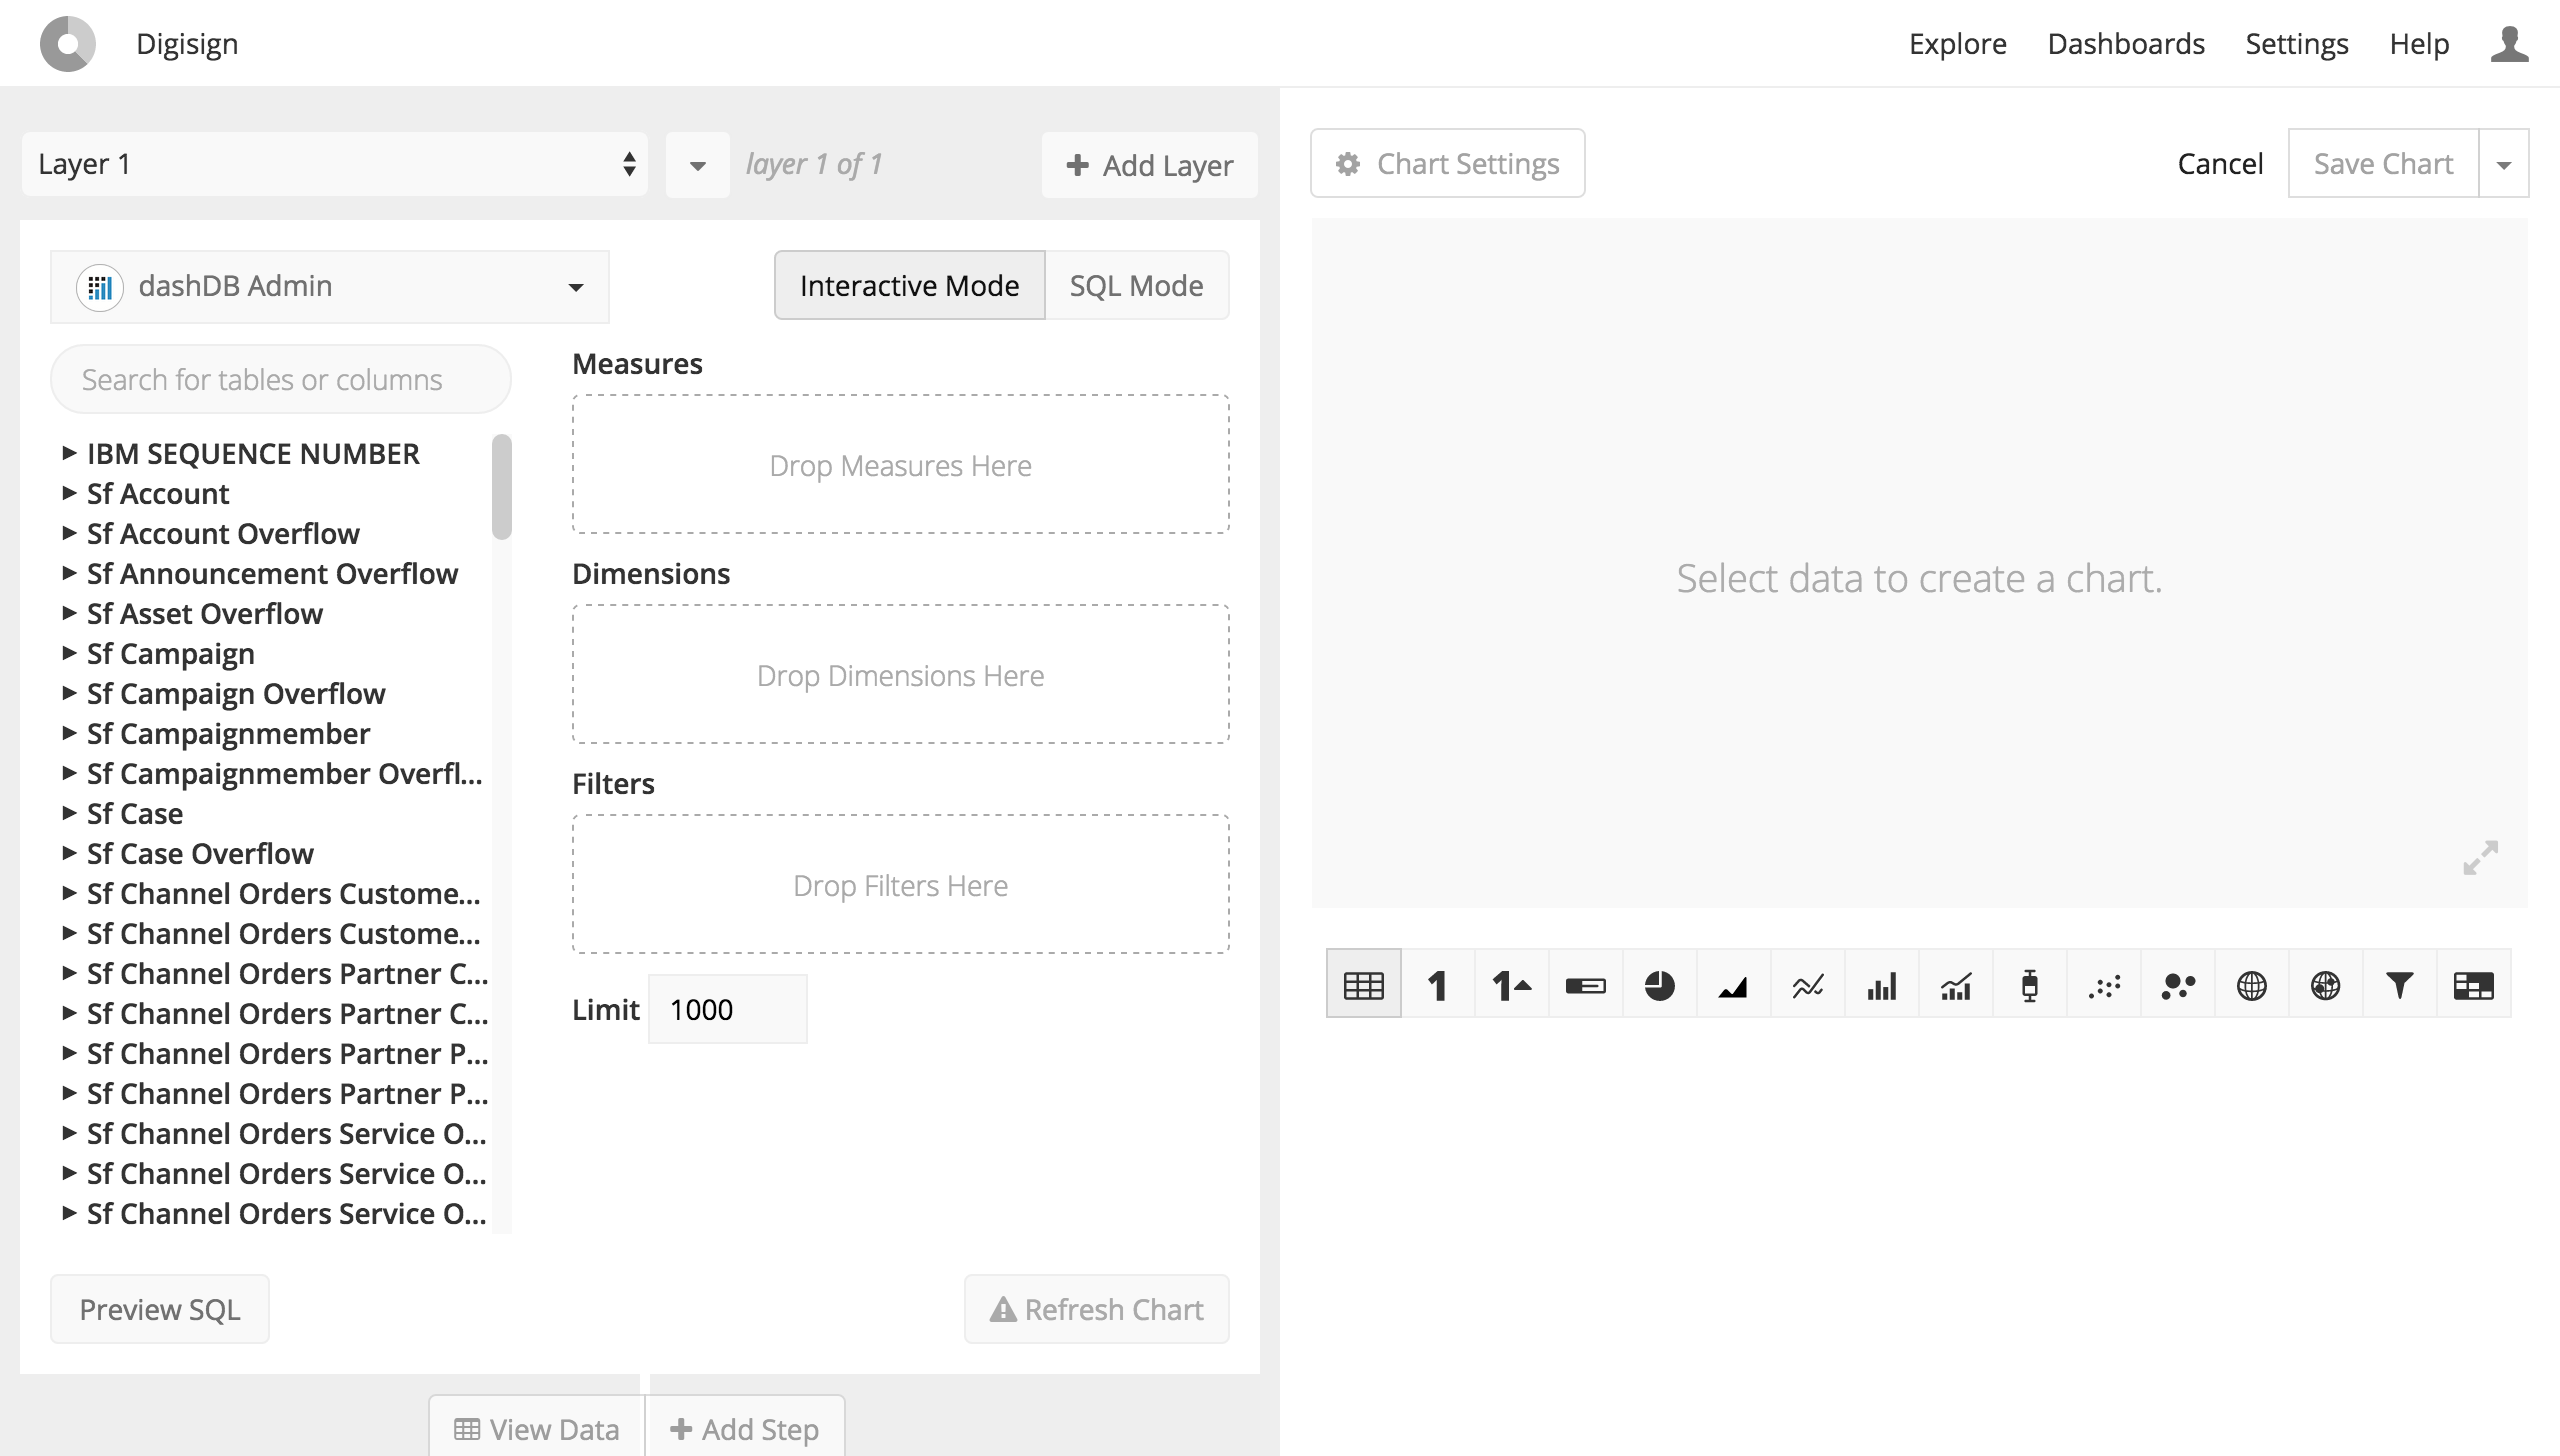 Digisign
Explore Dashboards Settings Help
Layer 1
layer 1 of 1
Add Layer
Chart Settings
Cancel
Save Chart
dashDB Admin
Interactive Mode
SQL Mode
Search for tables or columns
IBM SEQUENCE NUMBER
Sf Account
Sf Account Overflow
Sf Announcement Overflow
Sf Asset Overflow
Sf Campaign
Sf Campaign Overflow
Sf Campaignmember
Sf Campaignmember Overfl...
Sf Case
Sf Case Overflow
Sf Channel Orders Custome...
Sf Channel Orders Custome...
Sf Channel Orders Partner C...
Sf Channel Orders Partner C...
Sf Channel Orders Partner P...
Sf Channel Orders Partner P...
Sf Channel Orders Service O...
Sf Channel Orders Service O...
Sf Channel Orders Service O...
Measures
Drop Measures Here
Dimensions
Drop Dimensions Here
Filters
Drop Filters Here
Limit 1000
Preview SQL
Refresh Chart
View Data
Add Step
Select data to create a chart.
1
1